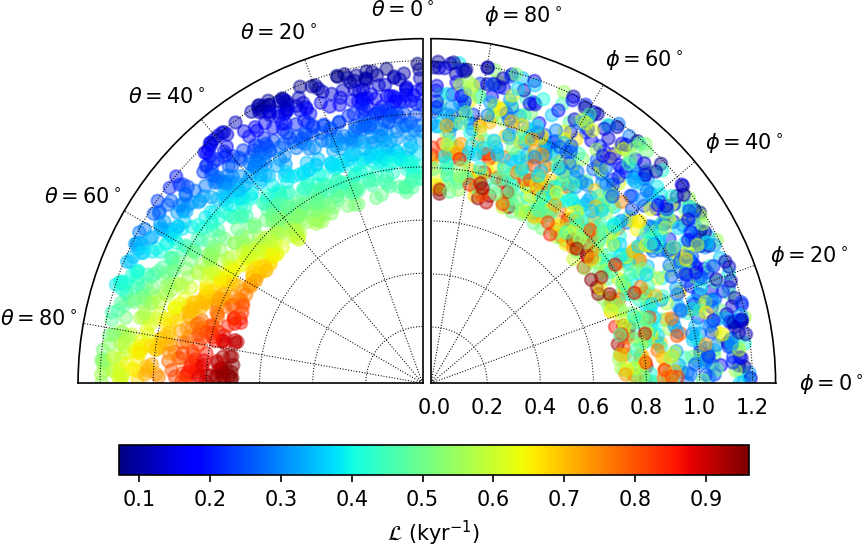 θ = 0° ϕ = 80°
θ = 20° ϕ = 60°
θ = 40° ϕ = 40°
θ = 60° ϕ = 20°
θ = 80° ϕ = 0°
0.0 0.2 0.4 0.6 0.8 1.0 1.2
0.1 0.2 0.3 0.4 0.5 0.6 0.7 0.8 0.9
ℒ (kyr⁻¹)